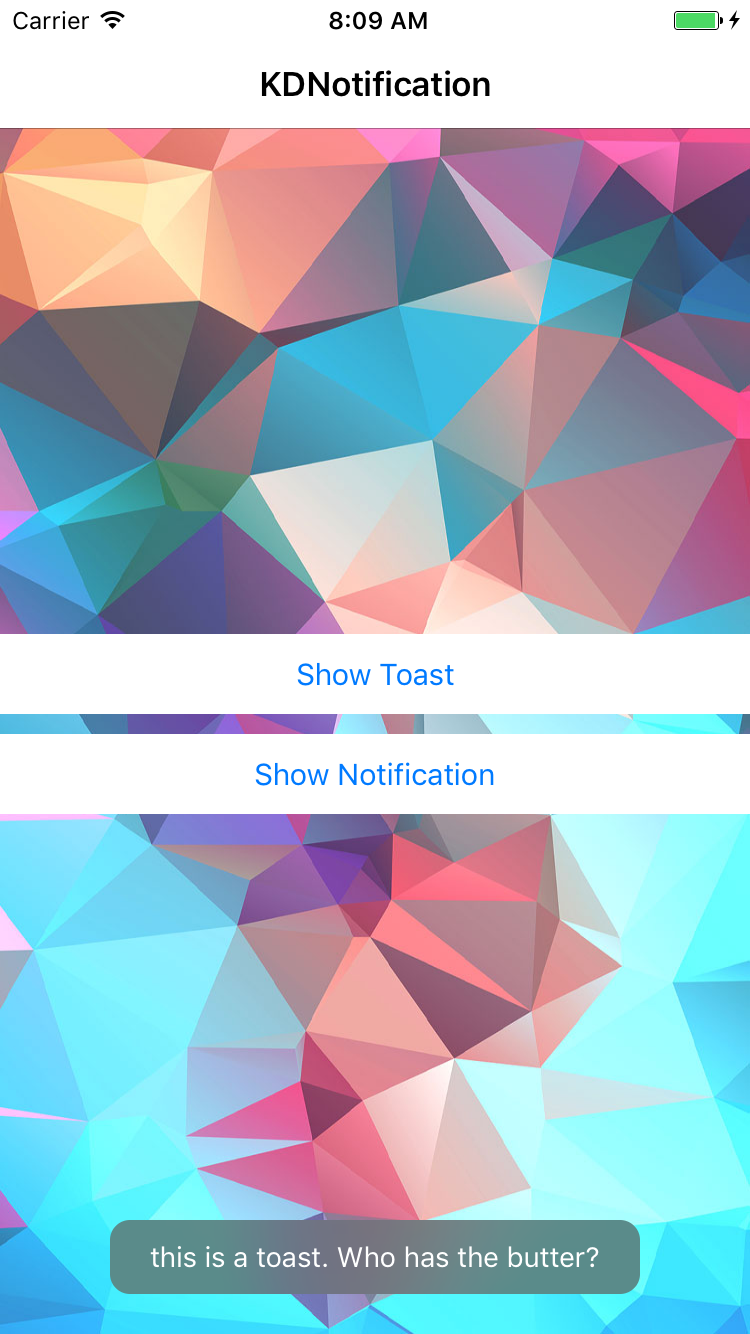 Carrier 8:09 AM
KDNotification
Show Toast
Show Notification
this is a toast. Who has the butter?